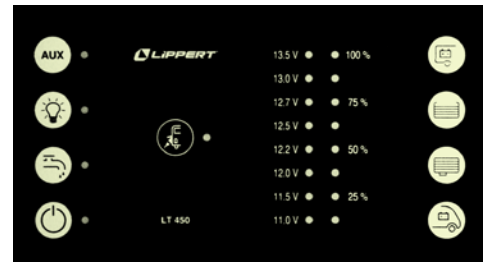 AUX
LIPPERT
13.5 V 100 %
13.0 V
12.7 V 75 %
12.5 V
12.2 V 50 %
12.0 V
11.5 V 25 %
11.0 V
LT 450